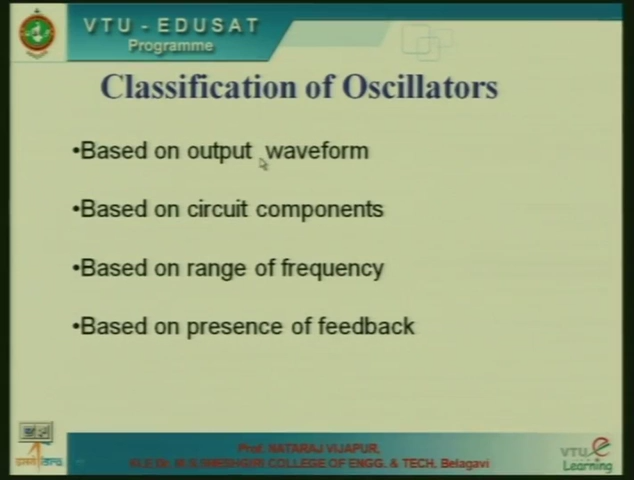 VTU - EDUSAT
Programme
Classification of Oscillators
•Based on output waveform
•Based on circuit components
•Based on range of frequency
•Based on presence of feedback
Prof. NATARAJ VIJAPUR,
COLLEGE OF ENGG. & TECH, Belagavi
VTU e
Learning